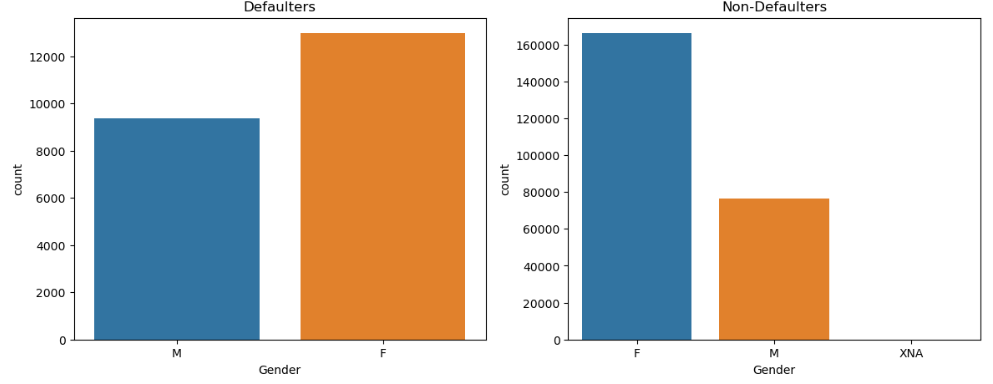 Defaulters
12000
10000
8000
6000
4000
2000
0
count
M
F
Gender
Non-Defaulters
160000
140000
120000
100000
80000
60000
40000
20000
0
count
F
M
XNA
Gender